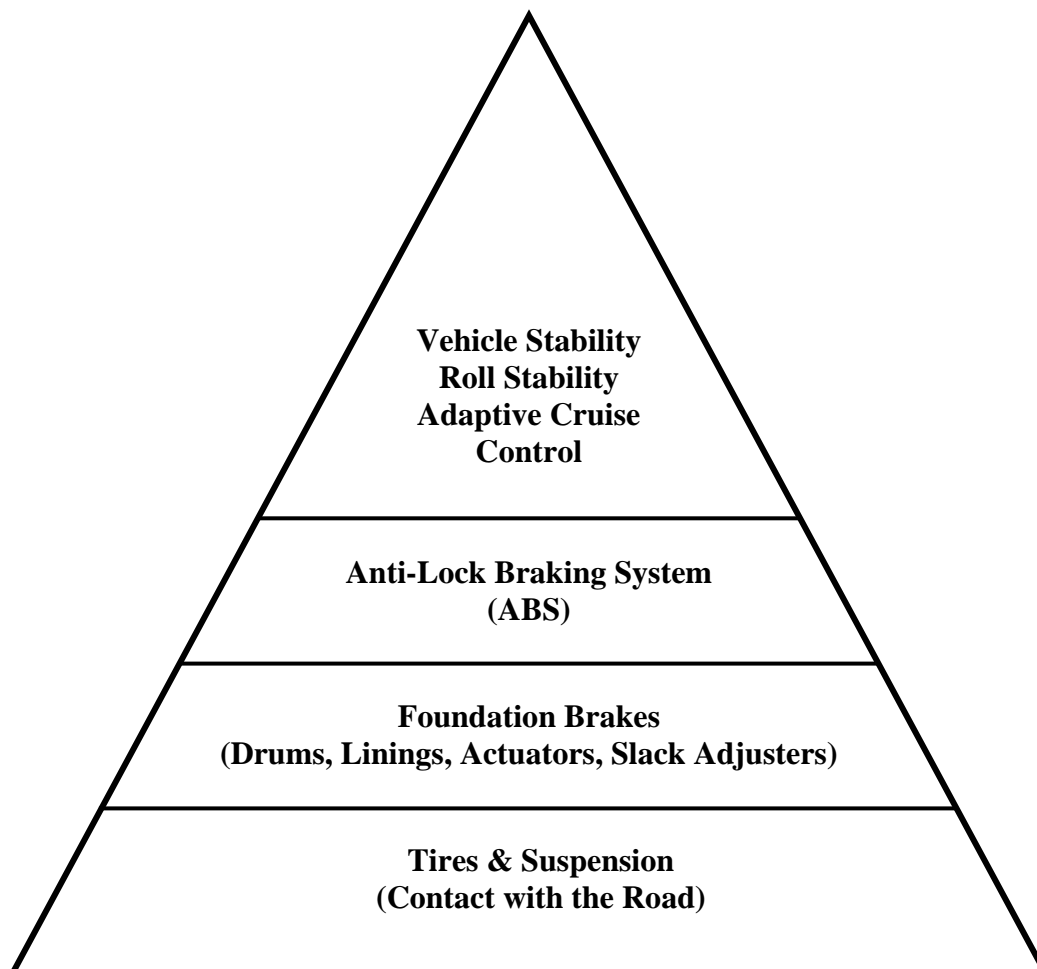 Vehicle Stability
Roll Stability
Adaptive Cruise
Control
Anti-Lock Braking System
(ABS)
Foundation Brakes
(Drums, Linings, Actuators, Slack Adjusters)
Tires & Suspension
(Contact with the Road)